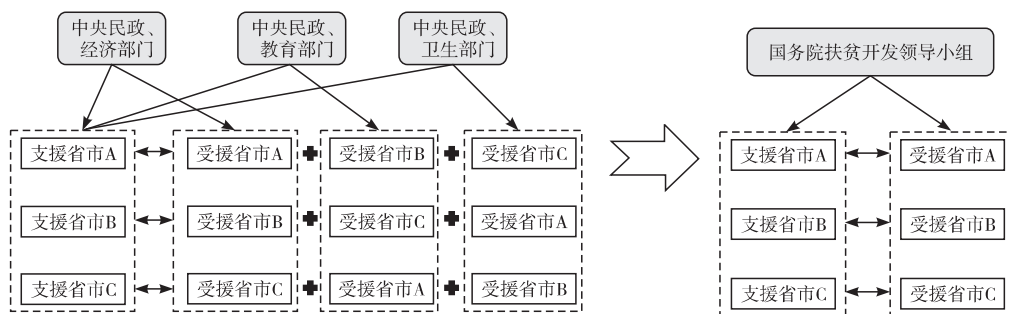 中央民政、
经济部门
中央民政、
教育部门
中央民政、
卫生部门
国务院扶贫开发领导小组
支援省市A
受援省市A
受援省市B
受援省市C
支援省市B
受援省市B
受援省市C
受援省市A
支援省市C
受援省市C
受援省市A
受援省市B
支援省市A
受援省市A
支援省市B
受援省市B
支援省市C
受援省市C